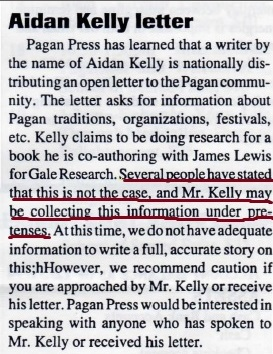 Aidan Kelly letter
Pagan Press has learned that a writer by
the name of Aidan Kelly is nationally dis-
tributing an open letter to the Pagan commu-
nity. The letter asks for information about
Pagan traditions, organizations, festivals,
etc. Kelly claims to be doing research for a
book he is co-authoring with James Lewis
for Gale Research. Several people have stated
that this is not the case, and Mr. Kelly may
be collecting this information under pre-
tenses. At this time, we do not have adequate
information to write a full, accurate story on
this;hHowever, we recommend caution if
you are approached by Mr. Kelly or receive
his letter. Pagan Press would be interested in
speaking with anyone who has spoken to
Mr. Kelly or received his letter.